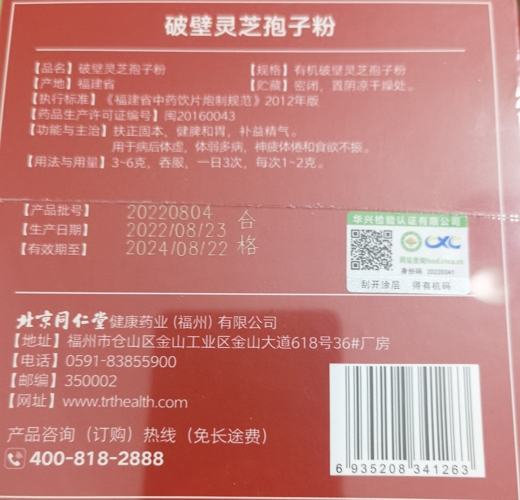 破壁灵芝孢子粉
【品名】破壁灵芝孢子粉 【规格】有机破壁灵芝孢子粉
【产地】福建省 【贮藏】密闭，置阴凉干燥处。
【执行标准】《福建省中药饮片炮制规范》2012年版
【药品生产许可证编号】闽20160043
【功能与主治】扶正固本，健脾和胃，补益精气。
用于病后体虚，体弱多病，神疲体倦和食欲不振。
【用法与用量】3~6克，吞服，一日3次，每次1~2克。
【产品批号】 20220804 合
【生产日期】 2022/08/23
【有效期至】 2024/08/22 格
华兴检验认证有限公司
CXC
身份码 20220041
刮开涂层 得有机码
北京同仁堂健康药业 (福州) 有限公司
【地址】福州市仓山区金山工业区金山大道618号36#厂房
【电话】0591-83855900
【邮编】350002
【网址】www.trthealth.com
产品咨询（订购）热线（免长途费）
400-818-2888
6 935208 341263